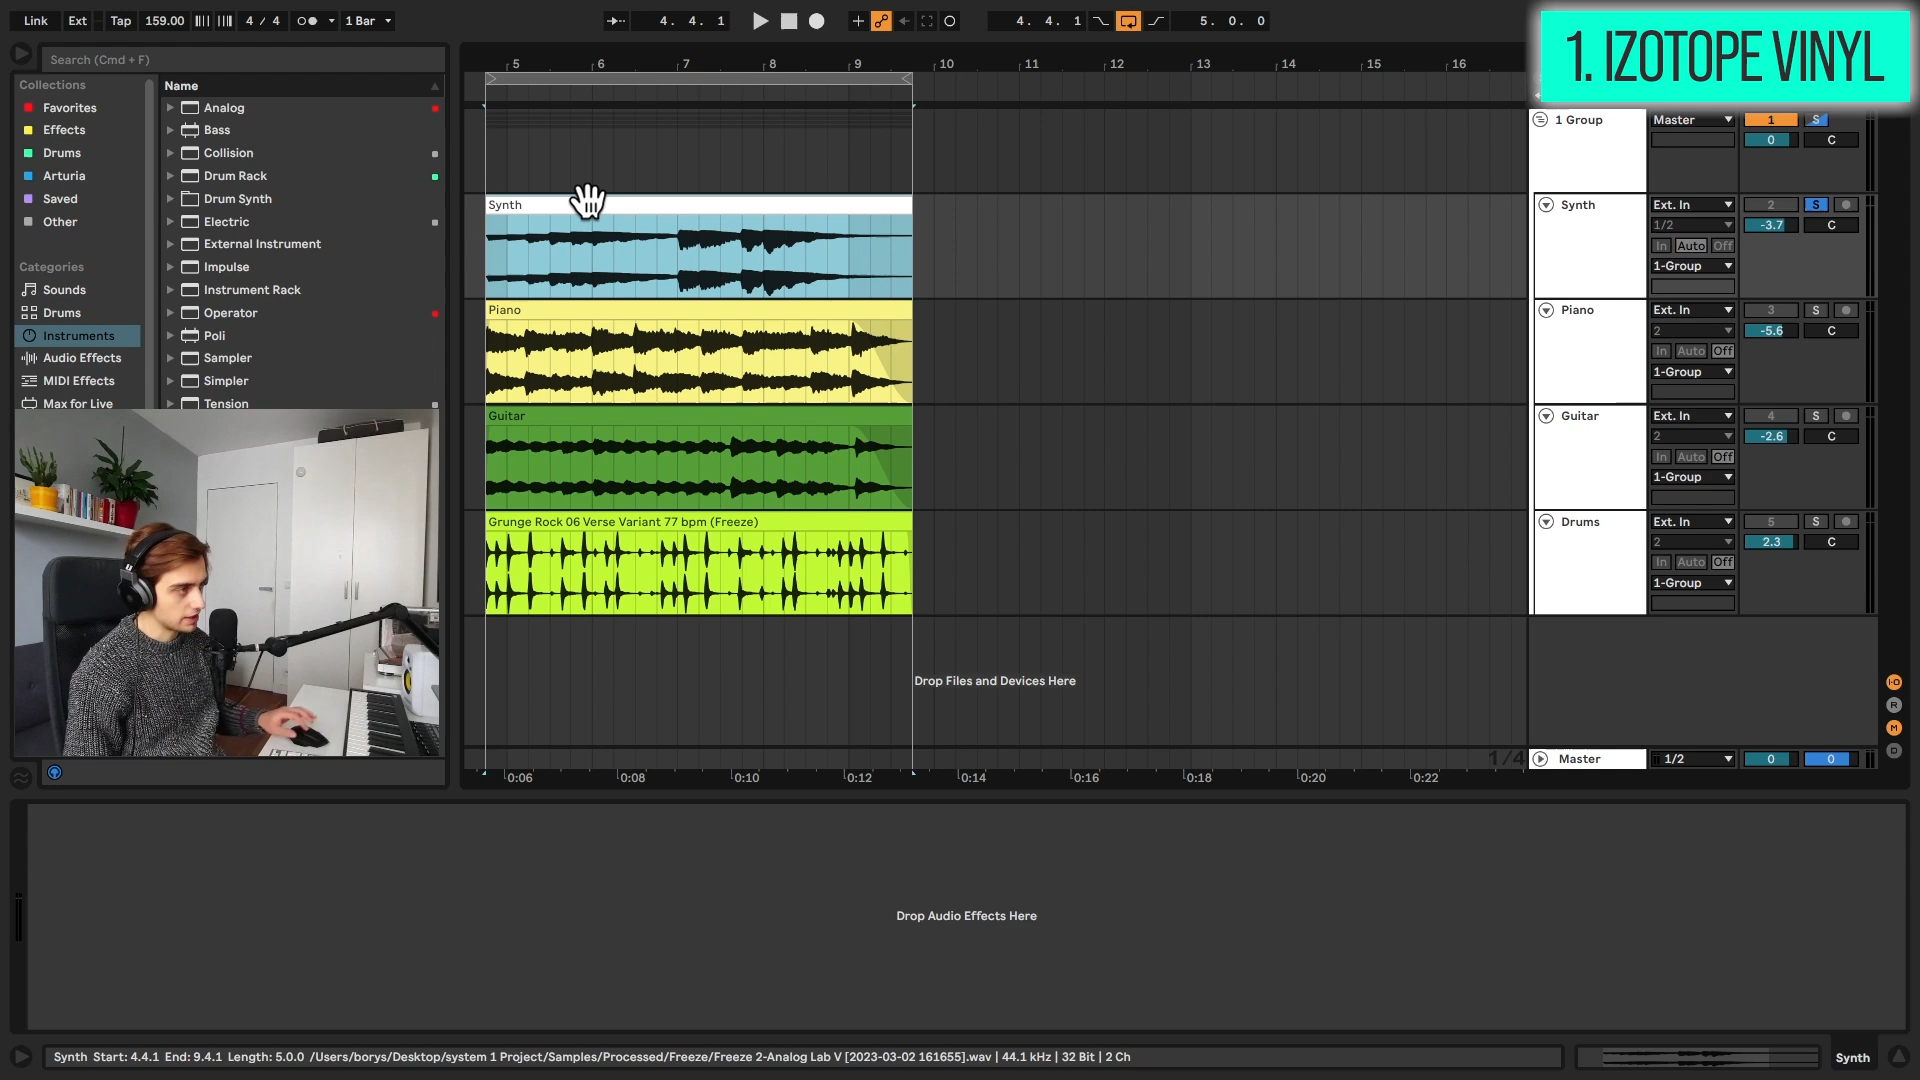 Link Ext Tap 159.00 4 / 4 1 Bar 4. 4. 1 4. 4. 1 5. 0. 0
1. IZOTOPE VINYL
Search (Cmd + F)
Collections
Favorites
Effects
Drums
Arturia
Saved
Other
Categories
Sounds
Drums
Instruments
Audio Effects
MIDI Effects
Max for Live
Name
Analog
Bass
Collision
Drum Rack
Drum Synth
Electric
External Instrument
Impulse
Instrument Rack
Operator
Poli
Sampler
Simpler
Tension
5 6 7 8 9 10 11 12 13 14 15 16
Synth
Piano
Guitar
Grunge Rock 06 Verse Variant 77 bpm (Freeze)
Drop Files and Devices Here
1/4
0:06 0:08 0:10 0:12 0:14 0:16 0:18 0:20 0:22
1 Group Master 1 S
0 C
Synth Ext. In 2 S
1/2 -3.7 C
In Auto Off
1-Group
Piano Ext. In 3 S
2 -5.6 C
In Auto Off
1-Group
Guitar Ext. In 4 S
2 -2.6 C
In Auto Off
1-Group
Drums Ext. In 5 S
2 2.3 C
In Auto Off
1-Group
I·O
R
M
D
Master 1/2 0 0
Drop Audio Effects Here
Synth Start: 4.4.1 End: 9.4.1 Length: 5.0.0 /Users/borys/Desktop/system 1 Project/Samples/Processed/Freeze/Freeze 2-Analog Lab V [2023-03-02 161655].wav | 44.1 kHz | 32 Bit | 2 Ch
Synth